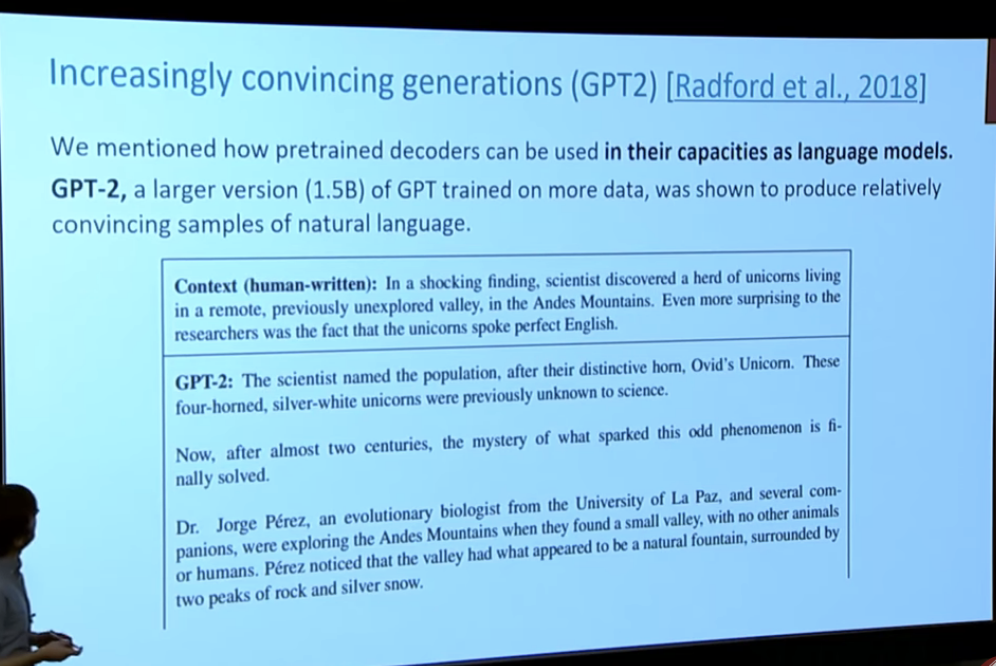 Increasingly convincing generations (GPT2) [Radford et al., 2018]
We mentioned how pretrained decoders can be used in their capacities as language models.
GPT-2, a larger version (1.5B) of GPT trained on more data, was shown to produce relatively
convincing samples of natural language.
Context (human-written): In a shocking finding, scientist discovered a herd of unicorns living
in a remote, previously unexplored valley, in the Andes Mountains. Even more surprising to the
researchers was the fact that the unicorns spoke perfect English.
GPT-2: The scientist named the population, after their distinctive horn, Ovid's Unicorn. These
four-horned, silver-white unicorns were previously unknown to science.
Now, after almost two centuries, the mystery of what sparked this odd phenomenon is fi-
nally solved.
Dr. Jorge Pérez, an evolutionary biologist from the University of La Paz, and several com-
panions, were exploring the Andes Mountains when they found a small valley, with no other animals
or humans. Pérez noticed that the valley had what appeared to be a natural fountain, surrounded by
two peaks of rock and silver snow.